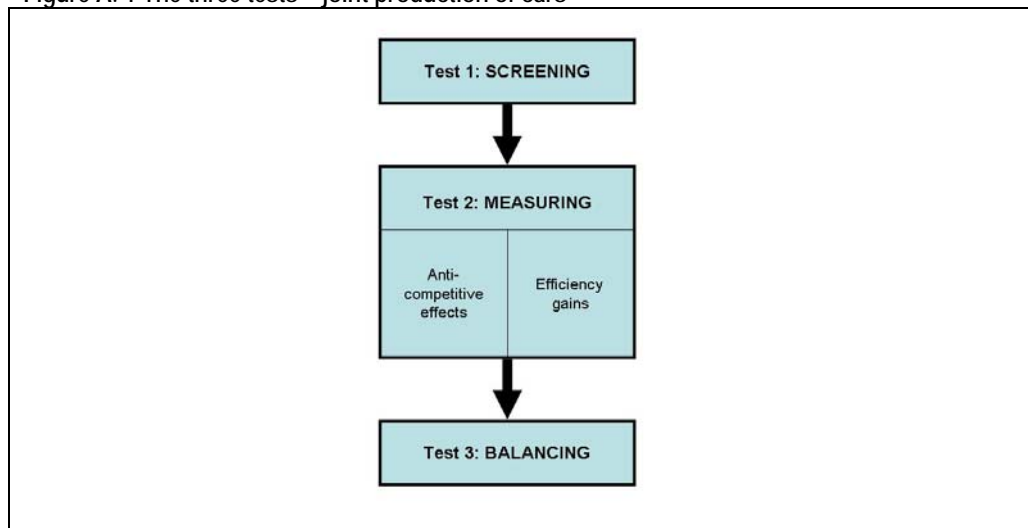 Test 1: SCREENING
Test 2: MEASURING
Anti-
competitive
effects
Efficiency
gains
Test 3: BALANCING